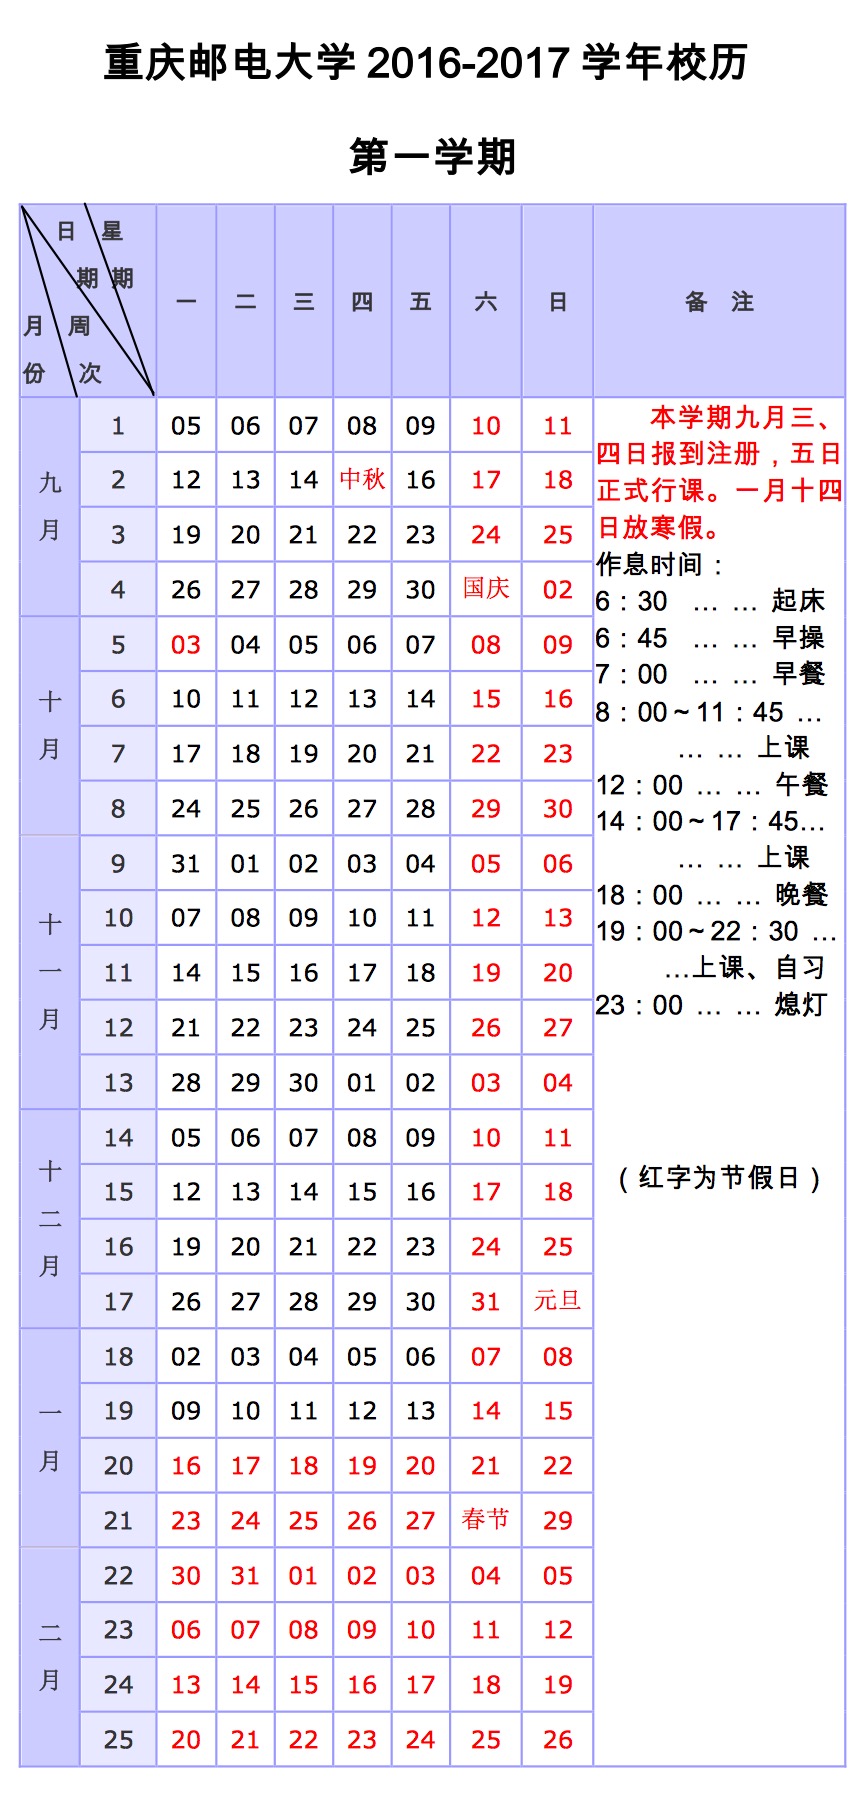 重庆邮电大学 2016-2017 学年校历
第一学期
日 星
期 期
月 周
份 次
一 二 三 四 五 六 日 备 注
九月
1 05 06 07 08 09 10 11
2 12 13 14 中秋 16 17 18
3 19 20 21 22 23 24 25
4 26 27 28 29 30 国庆 02
十月
5 03 04 05 06 07 08 09
6 10 11 12 13 14 15 16
7 17 18 19 20 21 22 23
8 24 25 26 27 28 29 30
十一月
9 31 01 02 03 04 05 06
10 07 08 09 10 11 12 13
11 14 15 16 17 18 19 20
12 21 22 23 24 25 26 27
13 28 29 30 01 02 03 04
十二月
14 05 06 07 08 09 10 11
15 12 13 14 15 16 17 18
16 19 20 21 22 23 24 25
17 26 27 28 29 30 31 元旦
一月
18 02 03 04 05 06 07 08
19 09 10 11 12 13 14 15
20 16 17 18 19 20 21 22
21 23 24 25 26 27 春节 29
二月
22 30 31 01 02 03 04 05
23 06 07 08 09 10 11 12
24 13 14 15 16 17 18 19
25 20 21 22 23 24 25 26
本学期九月三、
四日报到注册，五日
正式行课。一月十四
日放寒假。
作息时间：
6：30 … … 起床
6：45 … … 早操
7：00 … … 早餐
8：00～11：45 …
… … 上课
12：00 … … 午餐
14：00～17：45…
… … 上课
18：00 … … 晚餐
19：00～22：30 …
…上课、自习
23：00 … … 熄灯
（红字为节假日）